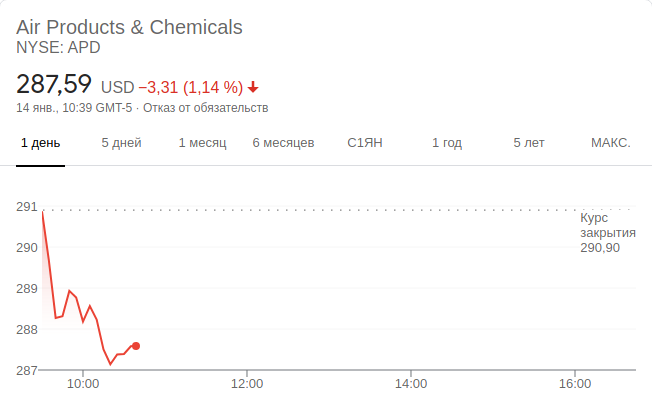 Air Products & Chemicals
NYSE: APD
287,59 USD −3,31 (1,14 %)
14 янв., 10:39 GMT-5 · Отказ от обязательств
1 день 5 дней 1 месяц 6 месяцев С1ЯН 1 год 5 лет МАКС.
291
Курс
закрытия
290,90
290
289
288
287
10:00 12:00 14:00 16:00